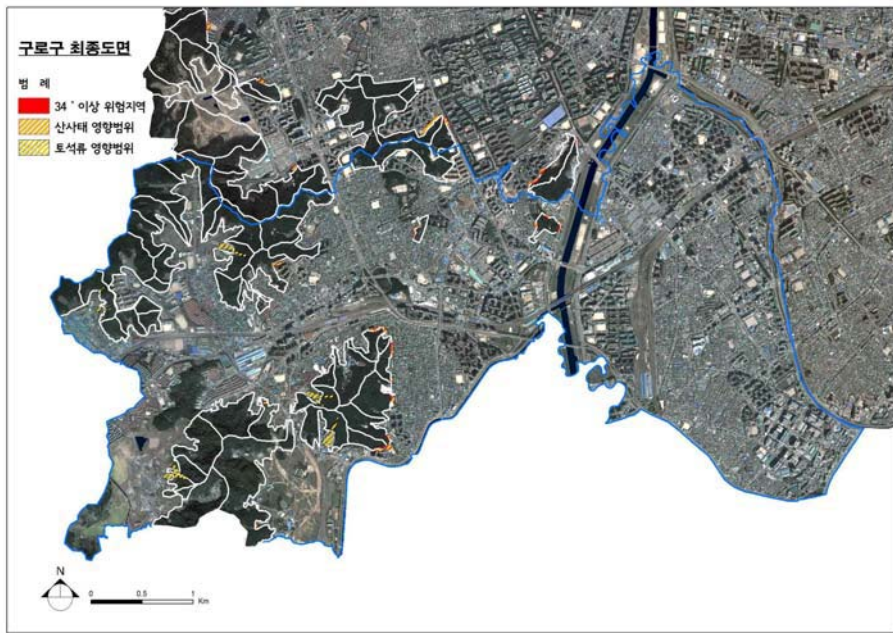 구로구 최종도면
범 례
34˚이상 위험지역
산사태 영향범위
토석류 영향범위
N
0 0.5 1
Km